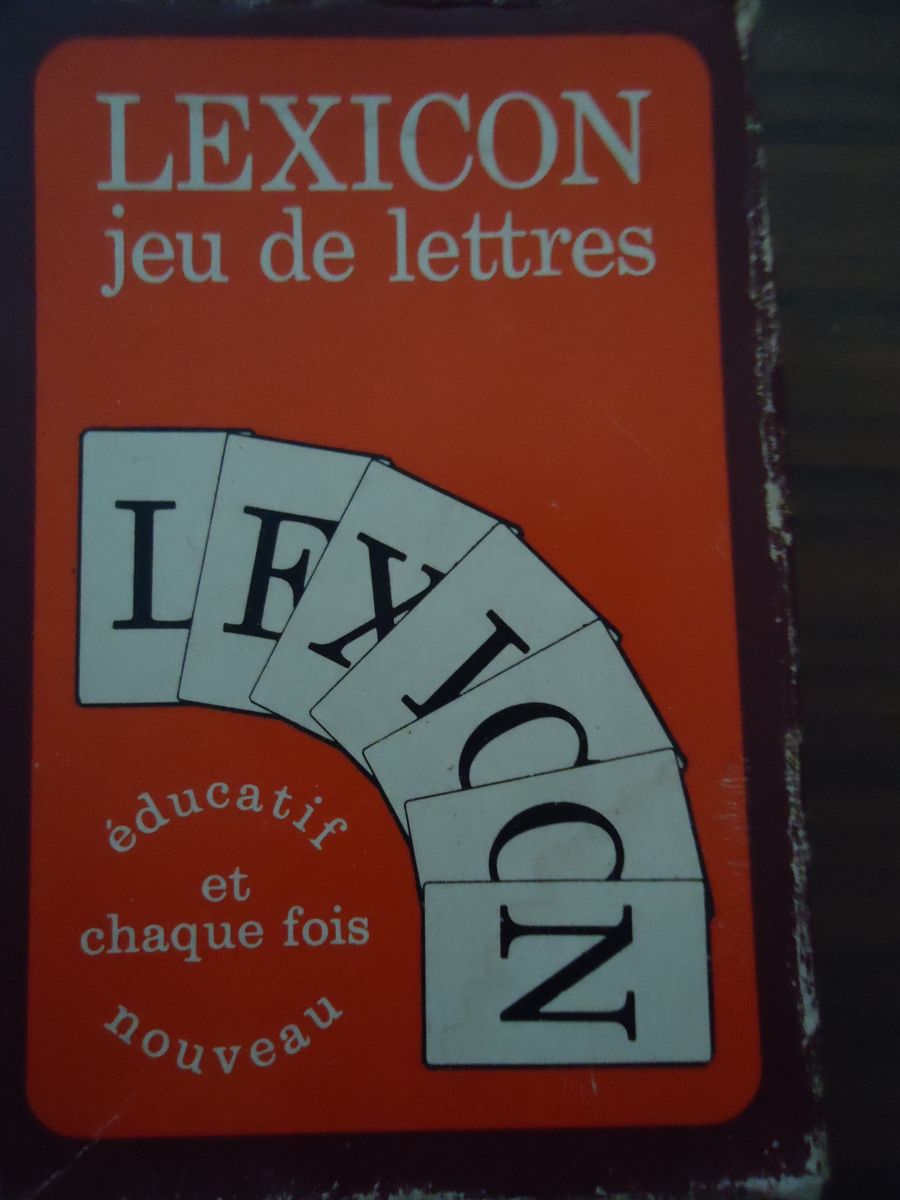 LEXICON
jeu de lettres
LEXICON
éducatif
et
chaque fois
nouveau